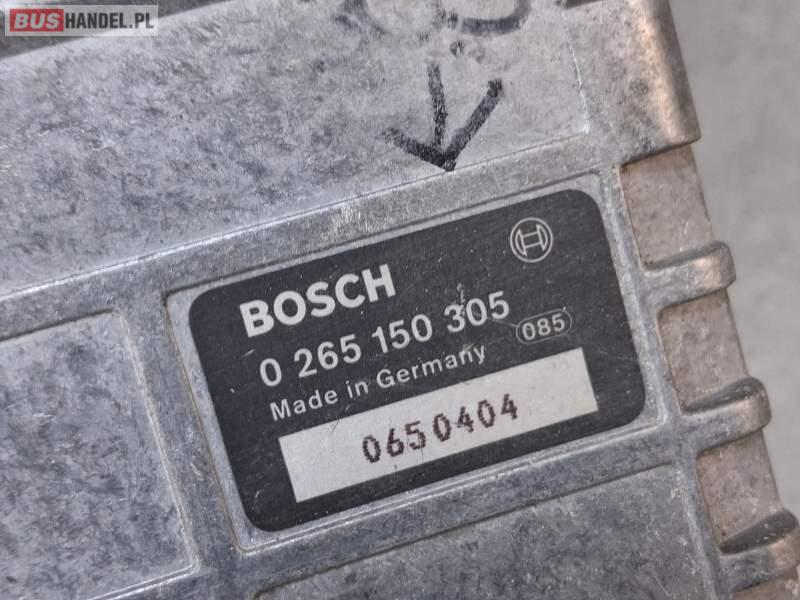 BUSHANDEL.PL
BOSCH
0 265 150 305
Made in Germany
085
0650404